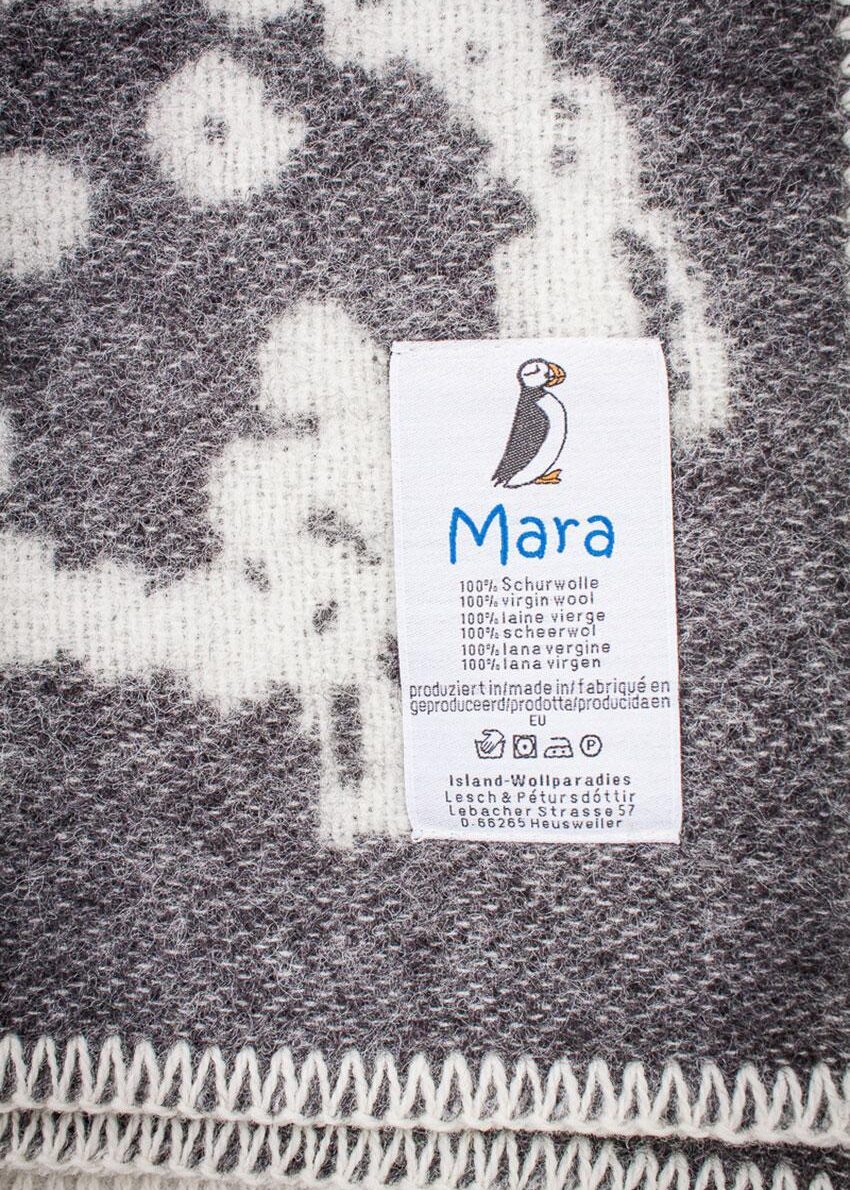 Mara
100% Schurwolle
100% virgin wool
100% laine vierge
100% scheerwol
100% lana vergine
100% lana virgen
produziert in/made in/fabriqué en
geproduceerd/prodotta/producida en
EU
P
Island-Wollparadies
Lesch & Pétursdóttir
Lebacher Strasse 57
D-66265 Heusweiler